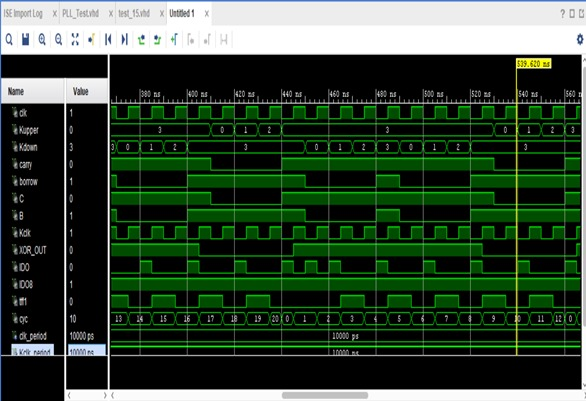 ISE Import Log × PLL_Test.vhd × test_15.vhd × Untitled 1 ×
539.620 ns
Name Value
380 ns 400 ns 420 ns 440 ns 460 ns 480 ns 500 ns 520 ns 540 ns 560 ns
clk 1
Kupper 0 3 0 1 2 3 0 1 2 3
Kdown 3 3 0 1 2 3 0 1 2 3 0 1 2 3
carry 0
borrow 1
C 0
B 1
Kclk 1
XOR_OUT 0
IDO 0
IDO8 1
tff1 0
cyc 10 13 14 15 16 17 18 19 20 0 1 2 3 4 5 6 7 8 9 10 11 12 0
clk_period 10000 ps 10000 ps
Kclk_period 10000 ps 10000 ps